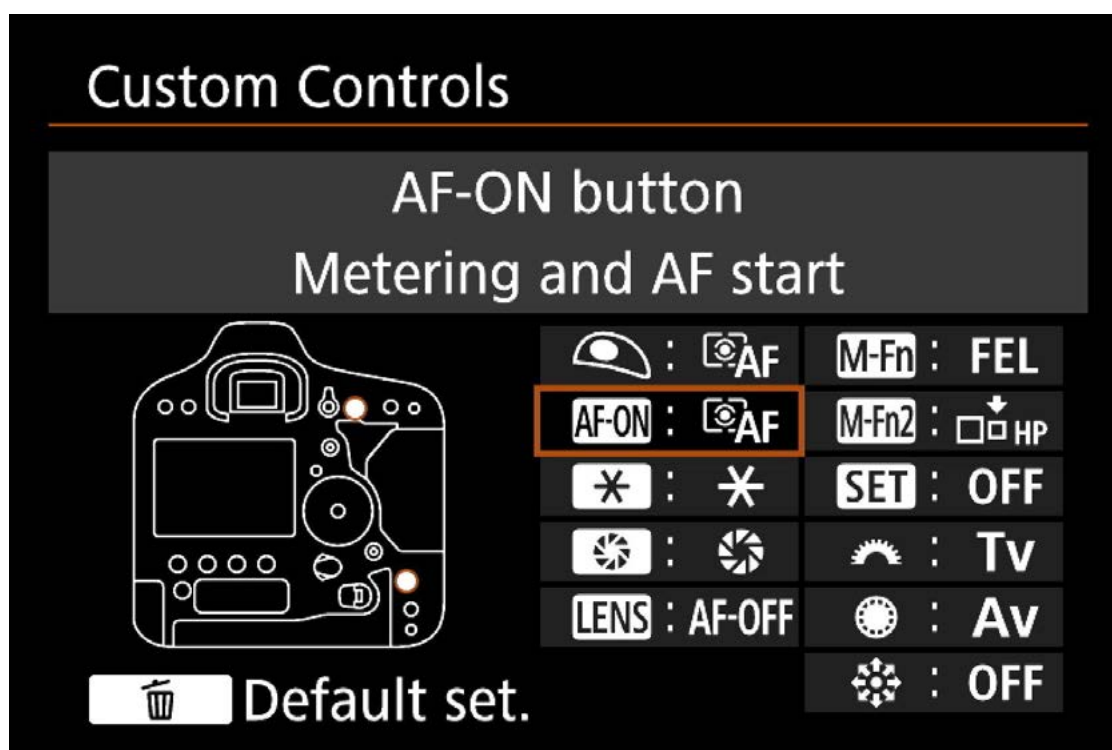 Custom Controls
AF-ON button
Metering and AF start
: AF
M-Fn : FEL
AF-ON : AF
M-Fn2 : HP
:
SET : OFF
:
: Tv
LENS : AF-OFF
: Av
: OFF
Default set.